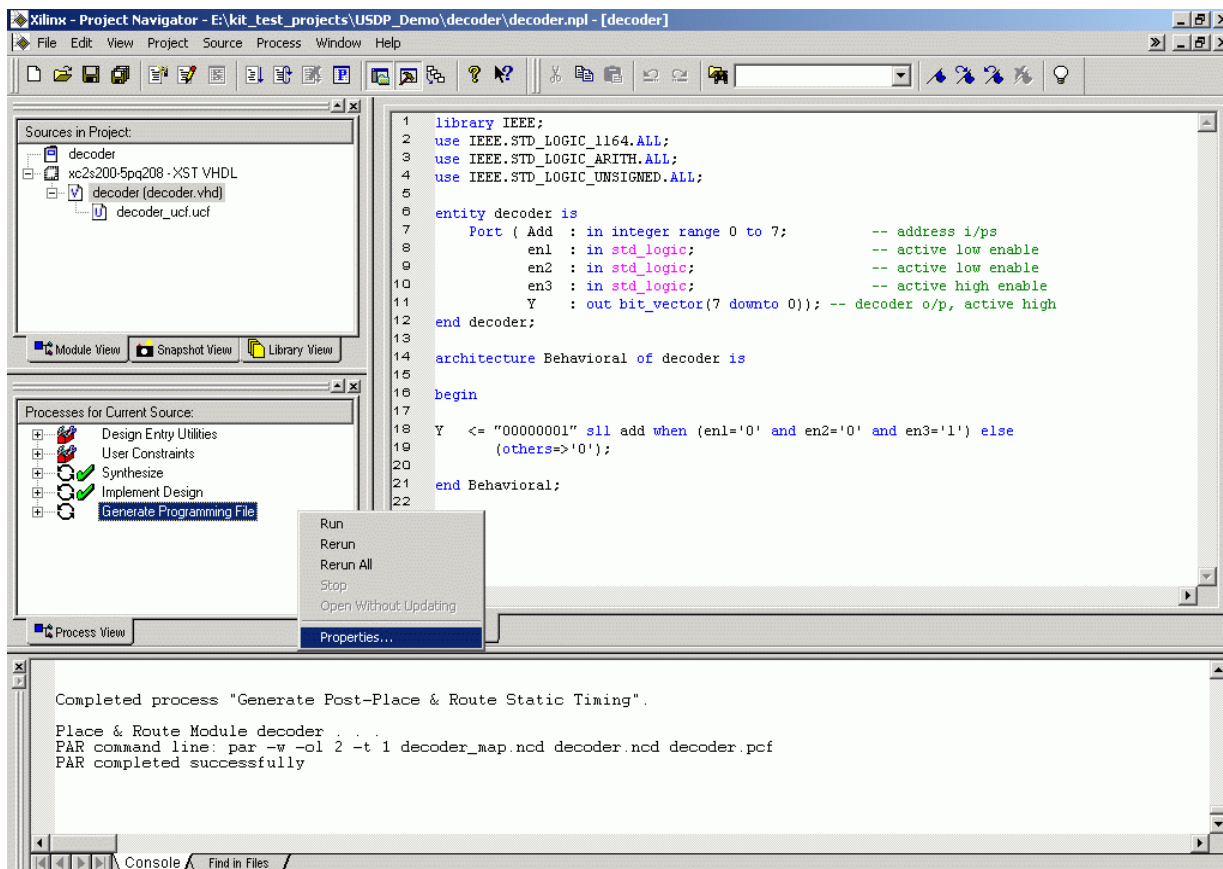 Xilinx - Project Navigator - E:\kit_test_projects\USDP_Demo\decoder\decoder.npl - [decoder]
File Edit View Project Source Process Window Help
Sources in Project:
decoder
xc2s200-5pq208 - XST VHDL
decoder (decoder.vhd)
decoder_ucf.ucf
Module View Snapshot View Library View
Processes for Current Source:
Design Entry Utilities
User Constraints
Synthesize
Implement Design
Generate Programming File
Process View
1 library IEEE;
2 use IEEE.STD_LOGIC_1164.ALL;
3 use IEEE.STD_LOGIC_ARITH.ALL;
4 use IEEE.STD_LOGIC_UNSIGNED.ALL;
5
6 entity decoder is
7 Port ( Add : in integer range 0 to 7; -- address i/ps
8 en1 : in std_logic; -- active low enable
9 en2 : in std_logic; -- active low enable
10 en3 : in std_logic; -- active high enable
11 Y : out bit_vector(7 downto 0)); -- decoder o/p, active high
12 end decoder;
13
14 architecture Behavioral of decoder is
15
16 begin
17
18 Y <= "00000001" sll add when (en1='0' and en2='0' and en3='1') else
19 (others=>'0');
20
21 end Behavioral;
22
Run
Rerun
Rerun All
Stop
Open Without Updating
Properties...
Completed process "Generate Post-Place & Route Static Timing".
Place & Route Module decoder . . .
PAR command line: par -w -ol 2 -t 1 decoder_map.ncd decoder.ncd decoder.pcf
PAR completed successfully
Console Find in Files